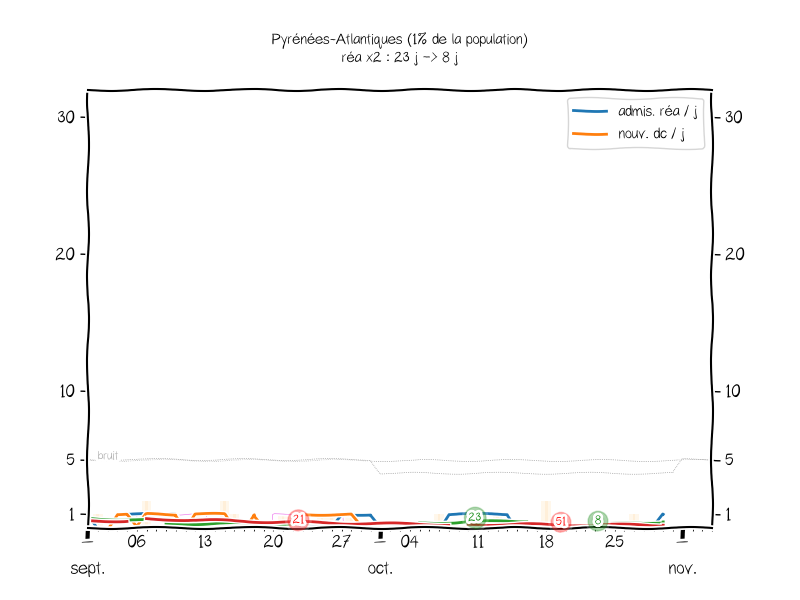 Pyrénées-Atlantiques (1% de la population)
réa x2 : 23 j -> 8 j
admis. réa / j
nouv. dc / j
30
30
20
20
10
10
5
bruit
5
1
21
23
51
8
1
06 13 20 27 04 11 18 25
sept. oct. nov.